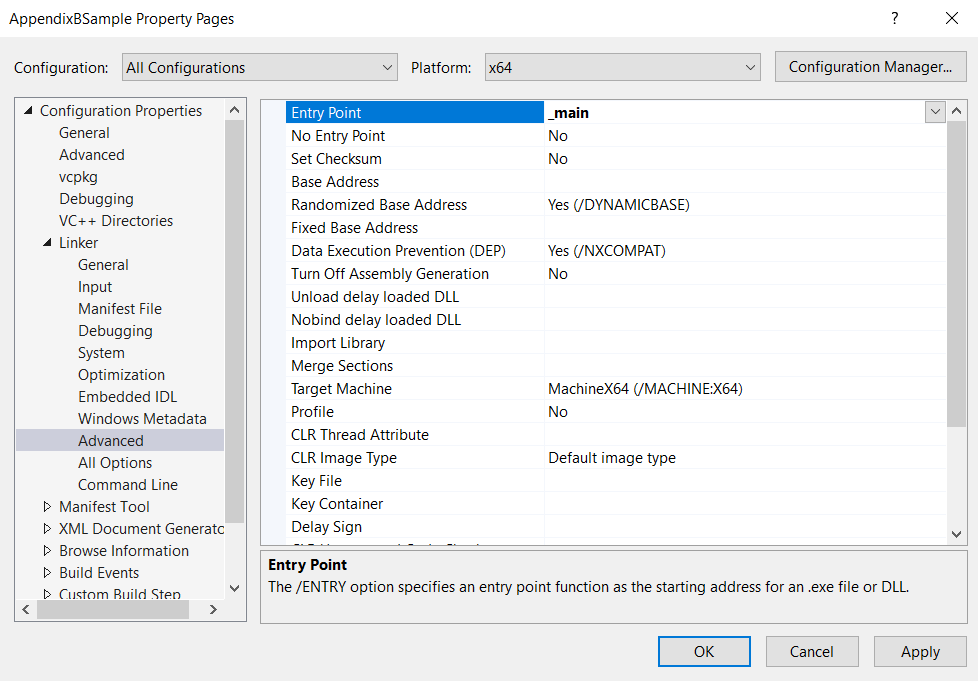 AppendixBSample Property Pages ? ×
Configuration: All Configurations Platform: x64 Configuration Manager...
Configuration Properties
General
Advanced
vcpkg
Debugging
VC++ Directories
Linker
General
Input
Manifest File
Debugging
System
Optimization
Embedded IDL
Windows Metadata
Advanced
All Options
Command Line
Manifest Tool
XML Document Generato
Browse Information
Build Events
Custom Build Step
Entry Point _main
No Entry Point No
Set Checksum No
Base Address
Randomized Base Address Yes (/DYNAMICBASE)
Fixed Base Address
Data Execution Prevention (DEP) Yes (/NXCOMPAT)
Turn Off Assembly Generation No
Unload delay loaded DLL
Nobind delay loaded DLL
Import Library
Merge Sections
Target Machine MachineX64 (/MACHINE:X64)
Profile No
CLR Thread Attribute
CLR Image Type Default image type
Key File
Key Container
Delay Sign
Entry Point
The /ENTRY option specifies an entry point function as the starting address for an .exe file or DLL.
OK Cancel Apply